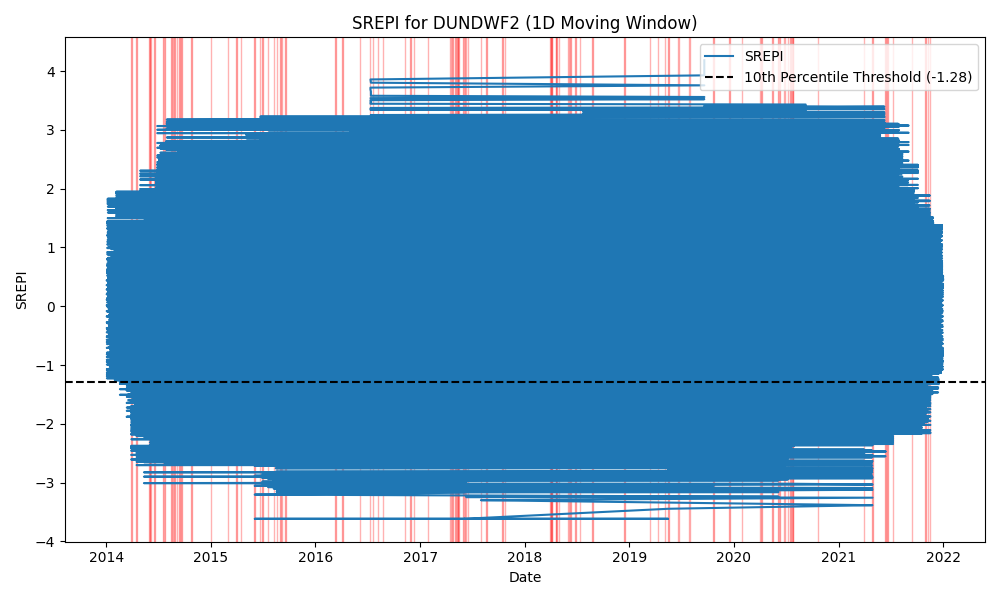 SREPI for DUNDWF2 (1D Moving Window)
SREPI
10th Percentile Threshold (-1.28)
SREPI
4
3
2
1
0
−1
−2
−3
−4
2014 2015 2016 2017 2018 2019 2020 2021 2022
Date